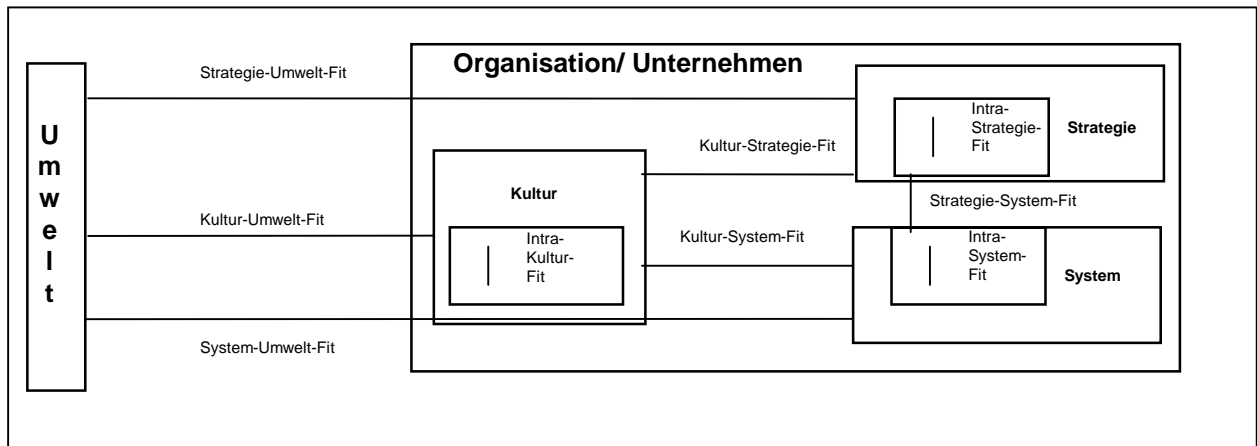 Umwelt
Strategie-Umwelt-Fit
Kultur-Umwelt-Fit
System-Umwelt-Fit
Organisation/ Unternehmen
Kultur
Intra-
Kultur-
Fit
Kultur-Strategie-Fit
Kultur-System-Fit
Intra-
Strategie-
Fit
Strategie
Strategie-System-Fit
Intra-
System-
Fit
System